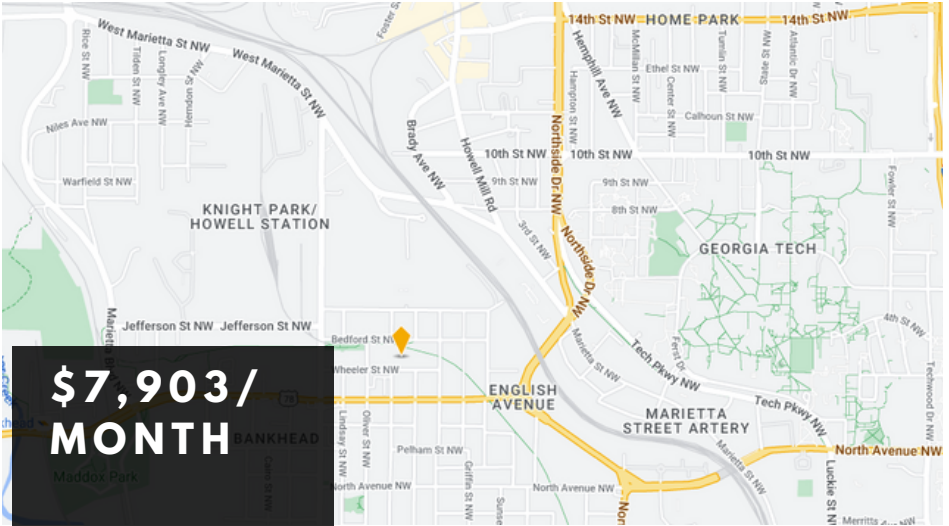 14th St NW
HOME PARK
14th St NW
Foster S
West Marietta St NW
West Marietta St NW
Rice St NW
Tilden St NW
Longley Ave NW
Herndon St NW
Niles Ave NW
Warfield St NW
KNIGHT PARK/
HOWELL STATION
Brady Ave NW
Howell Mill Rd
Hemphill Ave NW
Hampton St NW
McMillan St NW
Ethel St NW
Center St NW
Tumlin St NW
State St NW
Atlantic Dr NW
Calhoun St NW
10th St NW
10th St NW
10th St NW
9th St NW
9th St NW
8th St NW
3rd St NW
Northside Dr NW
Northside Dr NW
Fowler St NW
GEORGIA TECH
Jefferson St NW
Jefferson St NW
Bedford St NW
Wheeler St NW
Marietta St NW
Tech Pkwy NW
Ferst Dr
4th St NW
Techwood Dr NW
ENGLISH
AVENUE
MARIETTA
STREET ARTERY
Tech Pkwy NW
North Avenue NW
Marietta St NW
Luckie St N
Merritts A
$7,903/
MONTH
78
BANKHEAD
Maddox Park
Lindsay St NW
Oliver St NW
Pelham St NW
Griffin St NW
North Avenue NW
North Avenue NW
Sunse
Nor